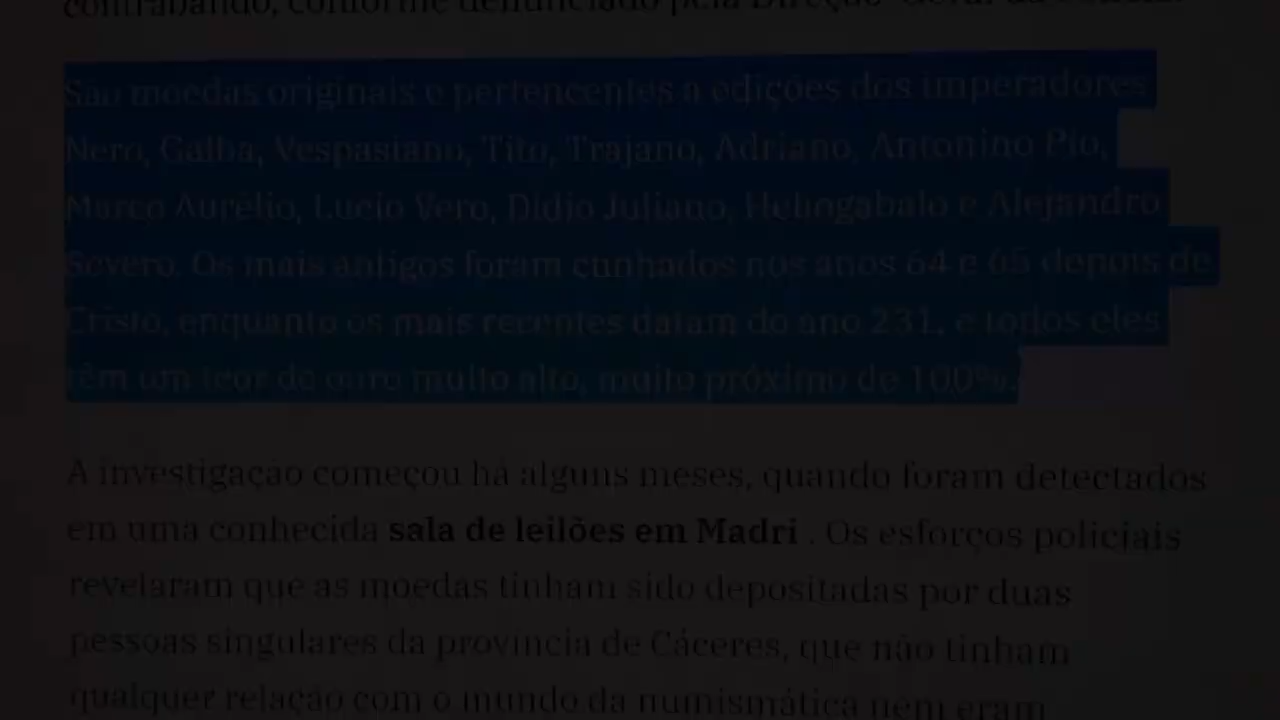 contrabando, conforme denunciado pela Direção-Geral da Polícia.
São moedas originais e pertencentes a edições dos imperadores
Nero, Galba, Vespasiano, Tito, Trajano, Adriano, Antonino Pio,
Marco Aurélio, Lucio Vero, Didio Juliano, Heliogabalo e Alejandro
Severo. Os mais antigos foram cunhados nos anos 64 e 65 depois de
Cristo, enquanto os mais recentes datam do ano 231, e todos eles
têm um teor de ouro muito alto, muito próximo de 100%.
A investigação começou há alguns meses, quando foram detectados
em uma conhecida sala de leilões em Madri . Os esforços policiais
revelaram que as moedas tinham sido depositadas por duas
pessoas singulares da província de Cáceres, que não tinham
qualquer relação com o mundo da numismática nem eram